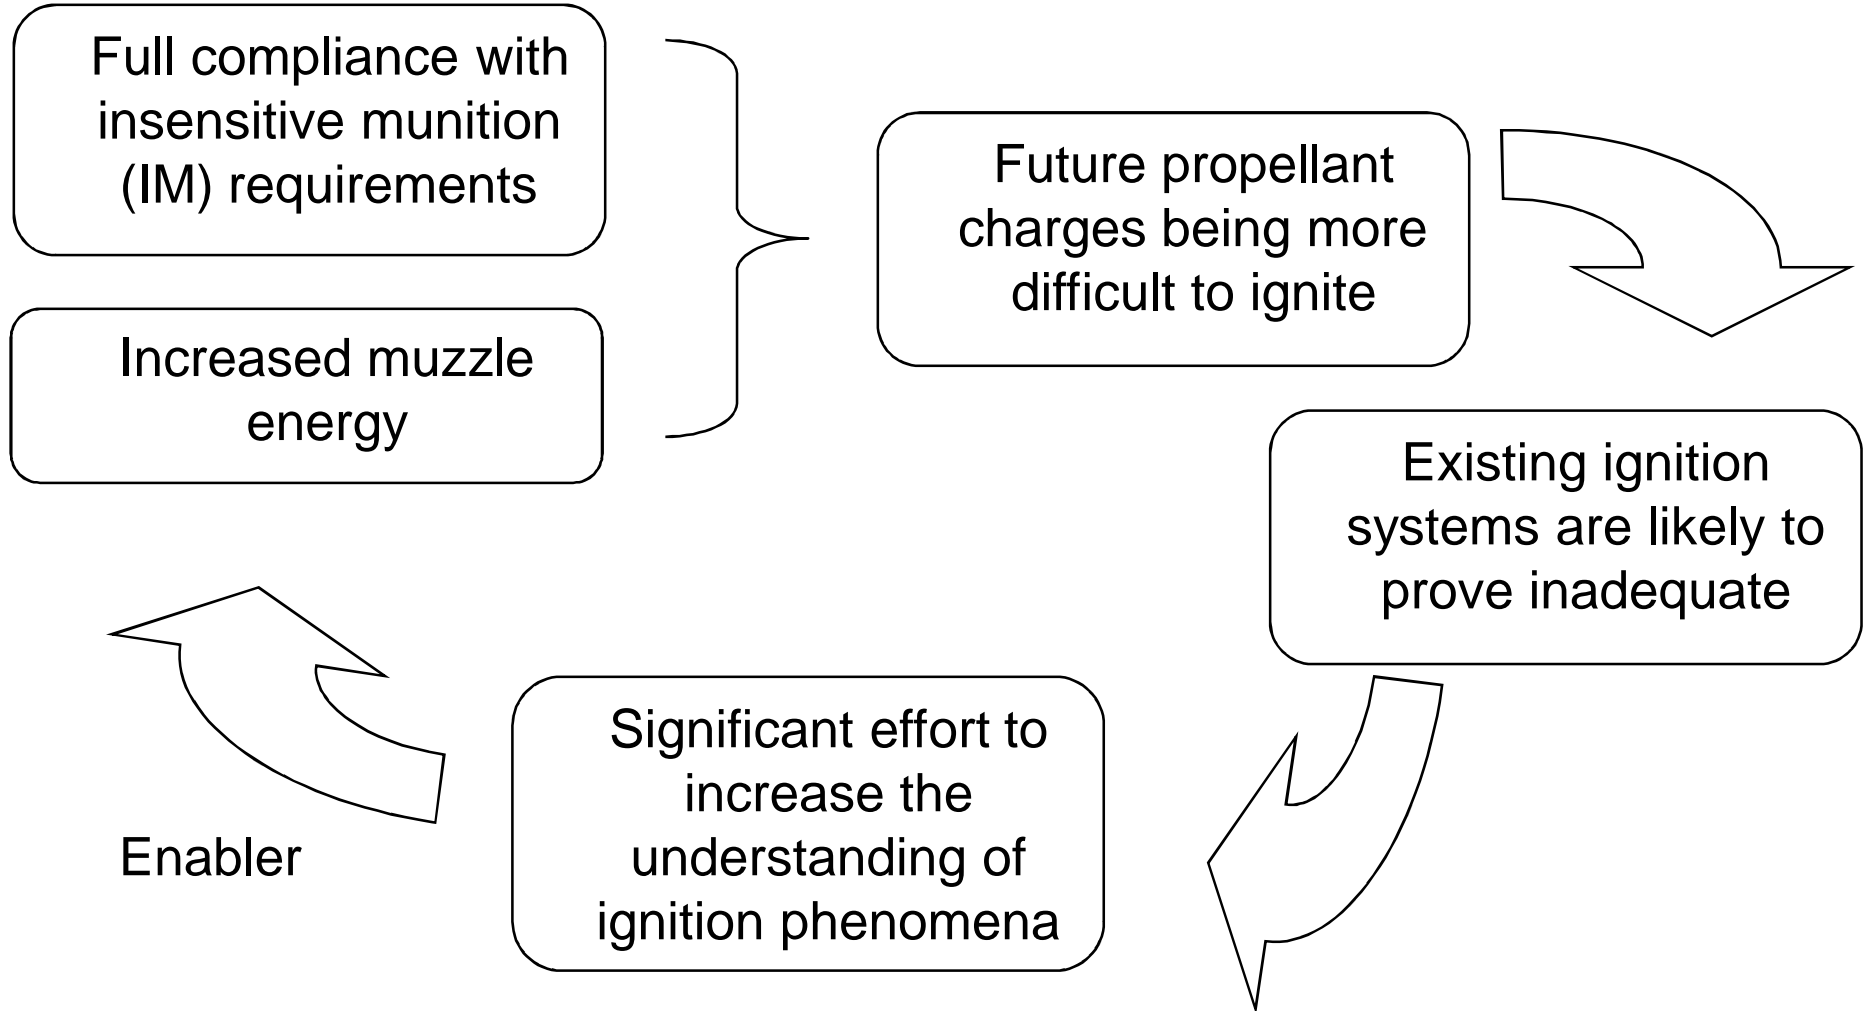 Full compliance with
insensitive munition
(IM) requirements
Increased muzzle
energy
Future propellant
charges being more
difficult to ignite
Existing ignition
systems are likely to
prove inadequate
Significant effort to
increase the
understanding of
ignition phenomena
Enabler